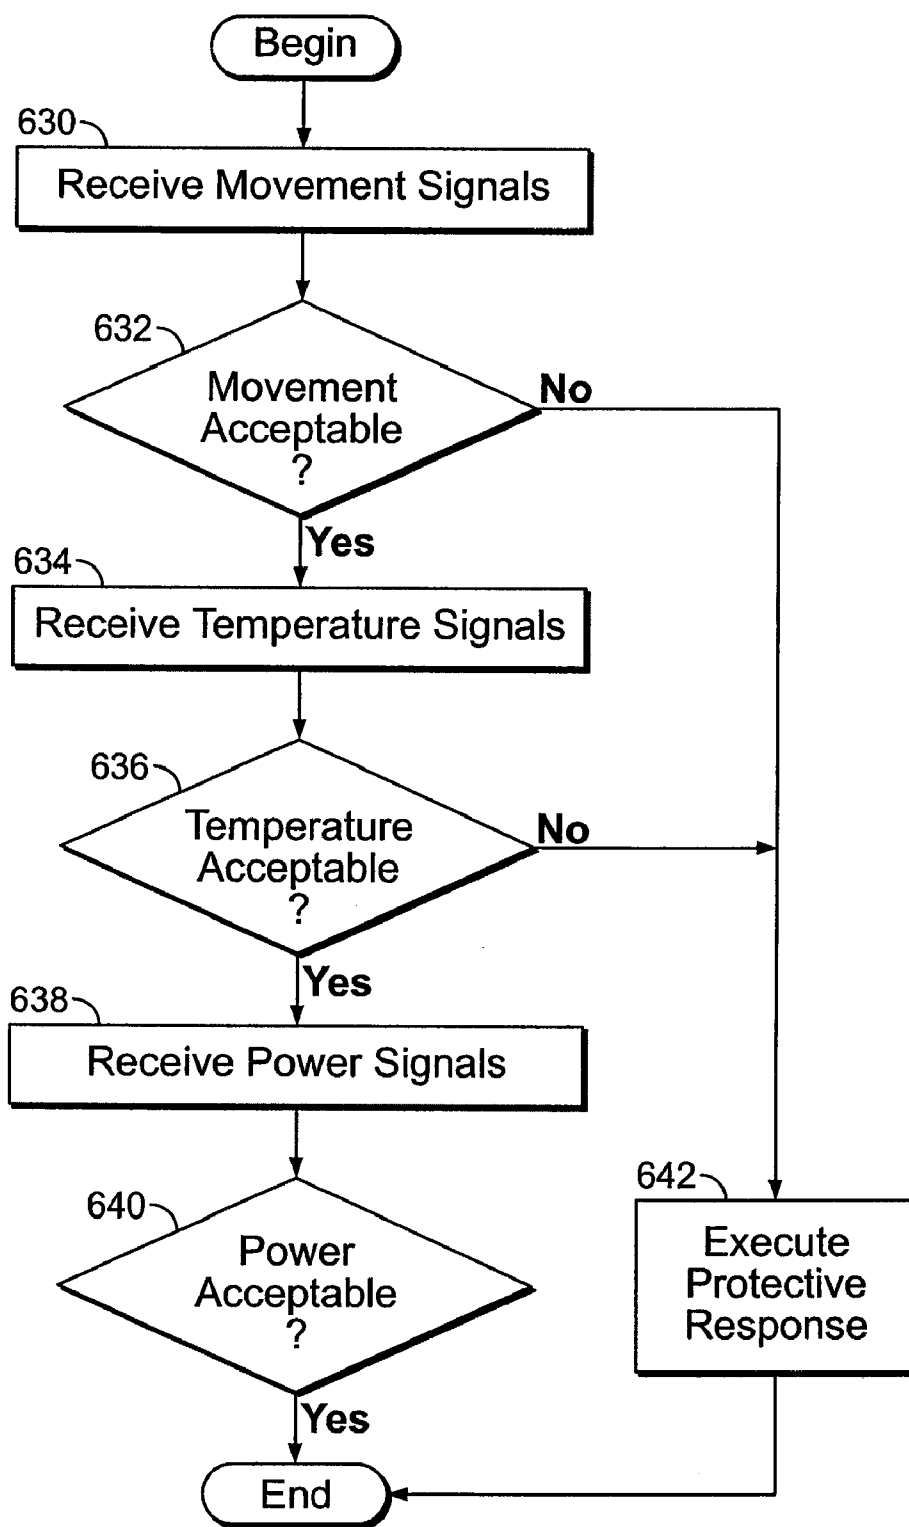 Begin
630
Receive Movement Signals
632
Movement
Acceptable
?
No
Yes
634
Receive Temperature Signals
636
Temperature
Acceptable
?
No
Yes
638
Receive Power Signals
640
Power
Acceptable
?
Yes
642
Execute
Protective
Response
End